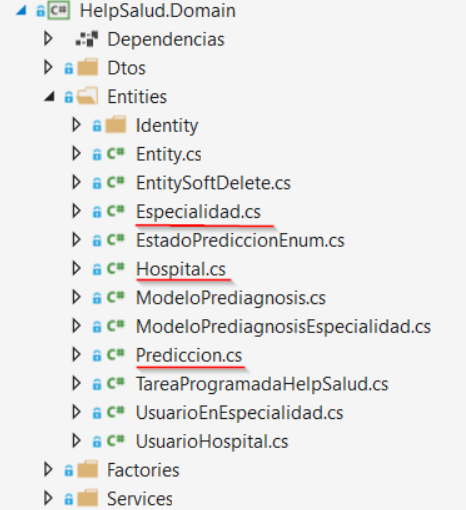 C# HelpSalud.Domain
Dependencias
Dtos
Entities
Identity
C# Entity.cs
C# EntitySoftDelete.cs
C# Especialidad.cs
C# EstadoPrediccionEnum.cs
C# Hospital.cs
C# ModeloPrediagnosis.cs
C# ModeloPrediagnosisEspecialidad.cs
C# Prediccion.cs
C# TareaProgramadaHelpSalud.cs
C# UsuarioEnEspecialidad.cs
C# UsuarioHospital.cs
Factories
Services